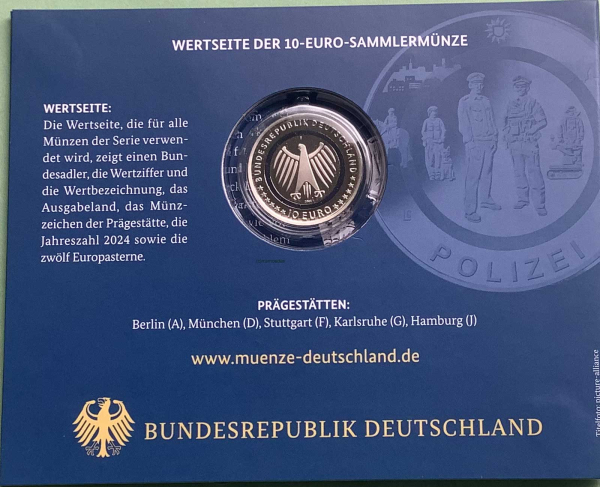 WERTSEITE DER 10-EURO-SAMMLERMÜNZE
WERTSEITE:
Die Wertseite, die für alle
Münzen der Serie verwen-
det wird, zeigt einen Bun-
desadler, die Wertziffer und
die Wertbezeichnung, das
Ausgabeland, das Münz-
zeichen der Prägestätte, die
Jahreszahl 2024 sowie die
zwölf Europasterne.
BUNDESREPUBLIK DEUTSCHLAND
10 EURO
POLIZEI
PRÄGESTÄTTEN:
Berlin (A), München (D), Stuttgart (F), Karlsruhe (G), Hamburg (J)
www.muenze-deutschland.de
BUNDESREPUBLIK DEUTSCHLAND
Titelfoto: picture-alliance